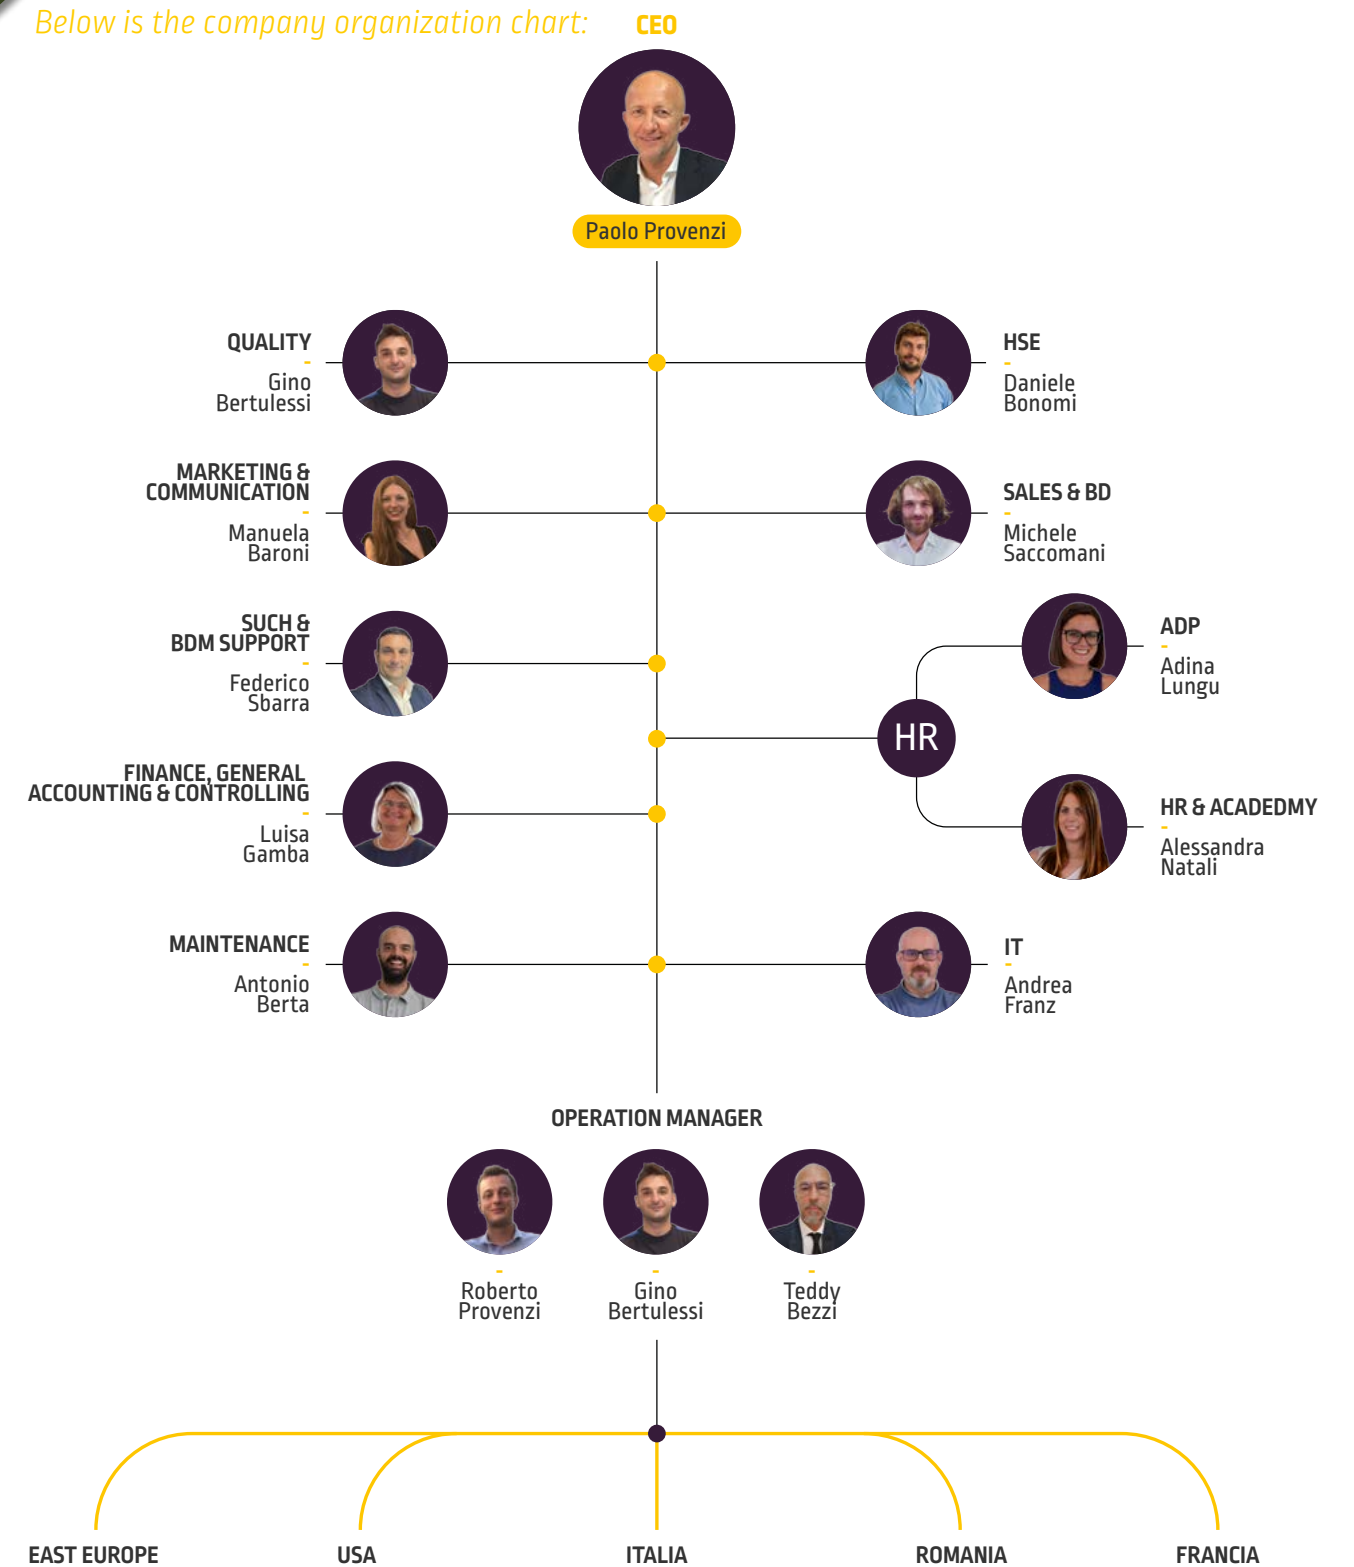 Below is the company organization chart:
CEO
Paolo Provenzi
QUALITY
-
Gino
Bertulessi
HSE
-
Daniele
Bonomi
MARKETING &
COMMUNICATION
-
Manuela
Baroni
SALES & BD
-
Michele
Saccomani
SUCH &
BDM SUPPORT
-
Federico
Sbarra
ADP
-
Adina
Lungu
HR
FINANCE, GENERAL
ACCOUNTING & CONTROLLING
-
Luisa
Gamba
HR & ACADEDMY
-
Alessandra
Natali
MAINTENANCE
-
Antonio
Berta
IT
-
Andrea
Franz
OPERATION MANAGER
-
Roberto
Provenzi
-
Gino
Bertulessi
-
Teddy
Bezzi
EAST EUROPE
USA
ITALIA
ROMANIA
FRANCIA